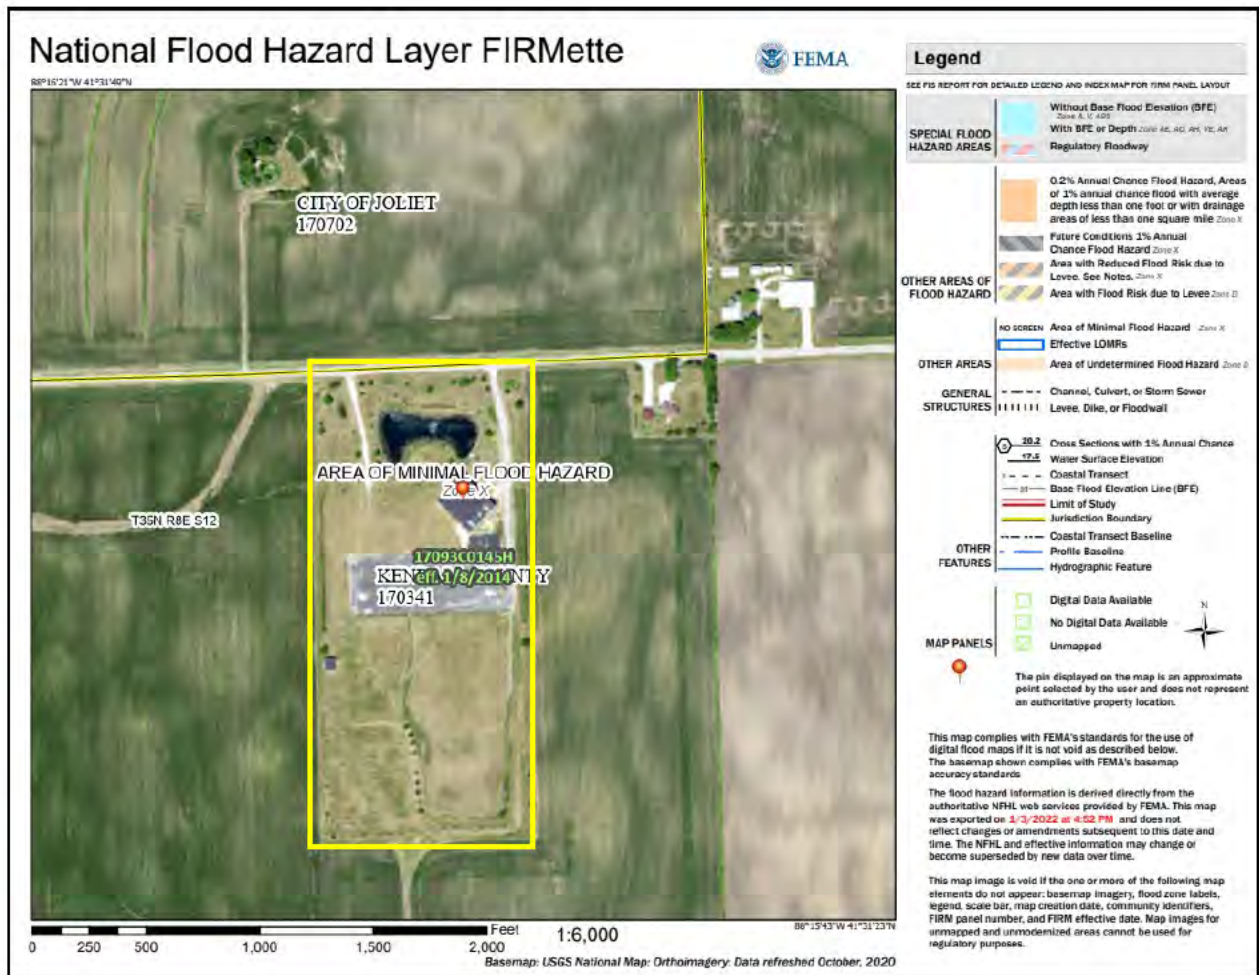 National Flood Hazard Layer FIRMette
FEMA
88°16'21"W 41°31'49"N
CITY OF JOLIET
170702
AREA OF MINIMAL FLOOD HAZARD
Zone X
T36N R8E S12
17093C0145H
eff. 1/8/2014
170341
88°15'43"W 41°31'23"N
Feet
0 250 500 1,000 1,500 2,000
1:6,000
Basemap: USGS National Map: Orthoimagery: Data refreshed October, 2020
Legend
SEE FIS REPORT FOR DETAILED LEGEND AND INDEX MAP FOR FIRM PANEL LAYOUT
SPECIAL FLOOD
HAZARD AREAS
Without Base Flood Elevation (BFE)
Zone A, V, A99
With BFE or Depth Zone AE, AO, AH, VE, AR
Regulatory Floodway
0.2% Annual Chance Flood Hazard, Areas
of 1% annual chance flood with average
depth less than one foot or with drainage
areas of less than one square mile Zone X
Future Conditions 1% Annual
Chance Flood Hazard Zone X
Area with Reduced Flood Risk due to
Levee. See Notes. Zone X
Area with Flood Risk due to Levee Zone D
OTHER AREAS OF
FLOOD HAZARD
NO SCREEN Area of Minimal Flood Hazard Zone X
Effective LOMRs
Area of Undetermined Flood Hazard Zone D
OTHER AREAS
GENERAL
STRUCTURES
Channel, Culvert, or Storm Sewer
Levee, Dike, or Floodwall
20.2 Cross Sections with 1% Annual Chance
17.5 Water Surface Elevation
Coastal Transect
Base Flood Elevation Line (BFE)
Limit of Study
Jurisdiction Boundary
Coastal Transect Baseline
Profile Baseline
Hydrographic Feature
OTHER
FEATURES
Digital Data Available
No Digital Data Available
Unmapped
MAP PANELS
N
The pin displayed on the map is an approximate
point selected by the user and does not represent
an authoritative property location.
This map complies with FEMA's standards for the use of
digital flood maps if it is not void as described below.
The basemap shown complies with FEMA's basemap
accuracy standards
The flood hazard information is derived directly from the
authoritative NFHL web services provided by FEMA. This map
was exported on 1/3/2022 at 4:52 PM and does not
reflect changes or amendments subsequent to this date and
time. The NFHL and effective information may change or
become superseded by new data over time.
This map image is void if the one or more of the following map
elements do not appear: basemap imagery, flood zone labels,
legend, scale bar, map creation date, community identifiers,
FIRM panel number, and FIRM effective date. Map images for
unmapped and unmodernized areas cannot be used for
regulatory purposes.